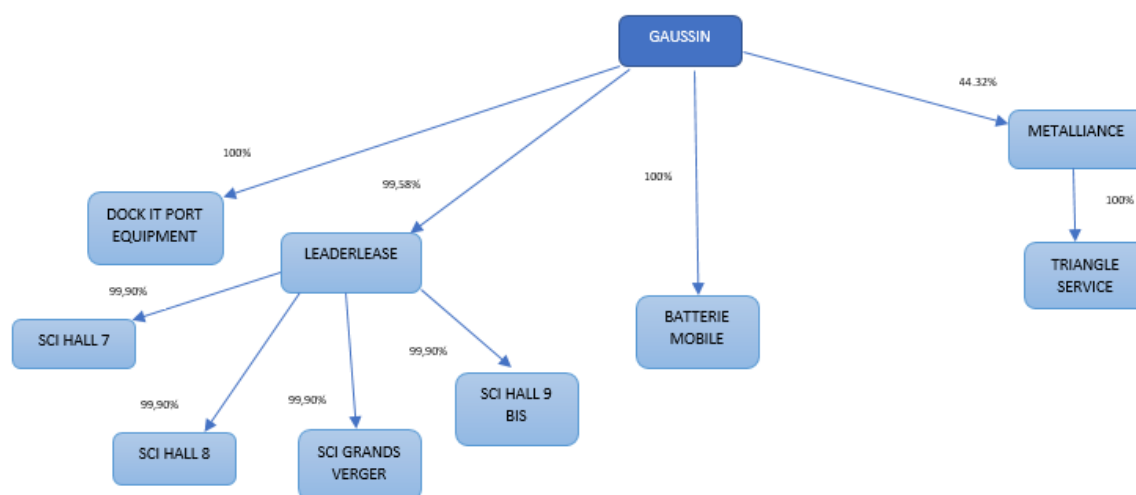 GAUSSIN
44.32%
METALLIANCE
100%
99,58%
100%
100%
DOCK IT PORT
EQUIPMENT
LEADERLEASE
TRIANGLE
SERVICE
99,90%
BATTERIE
MOBILE
SCI HALL 7
99,90%
SCI HALL 9
BIS
99,90%
99,90%
SCI HALL 8
SCI GRANDS
VERGER